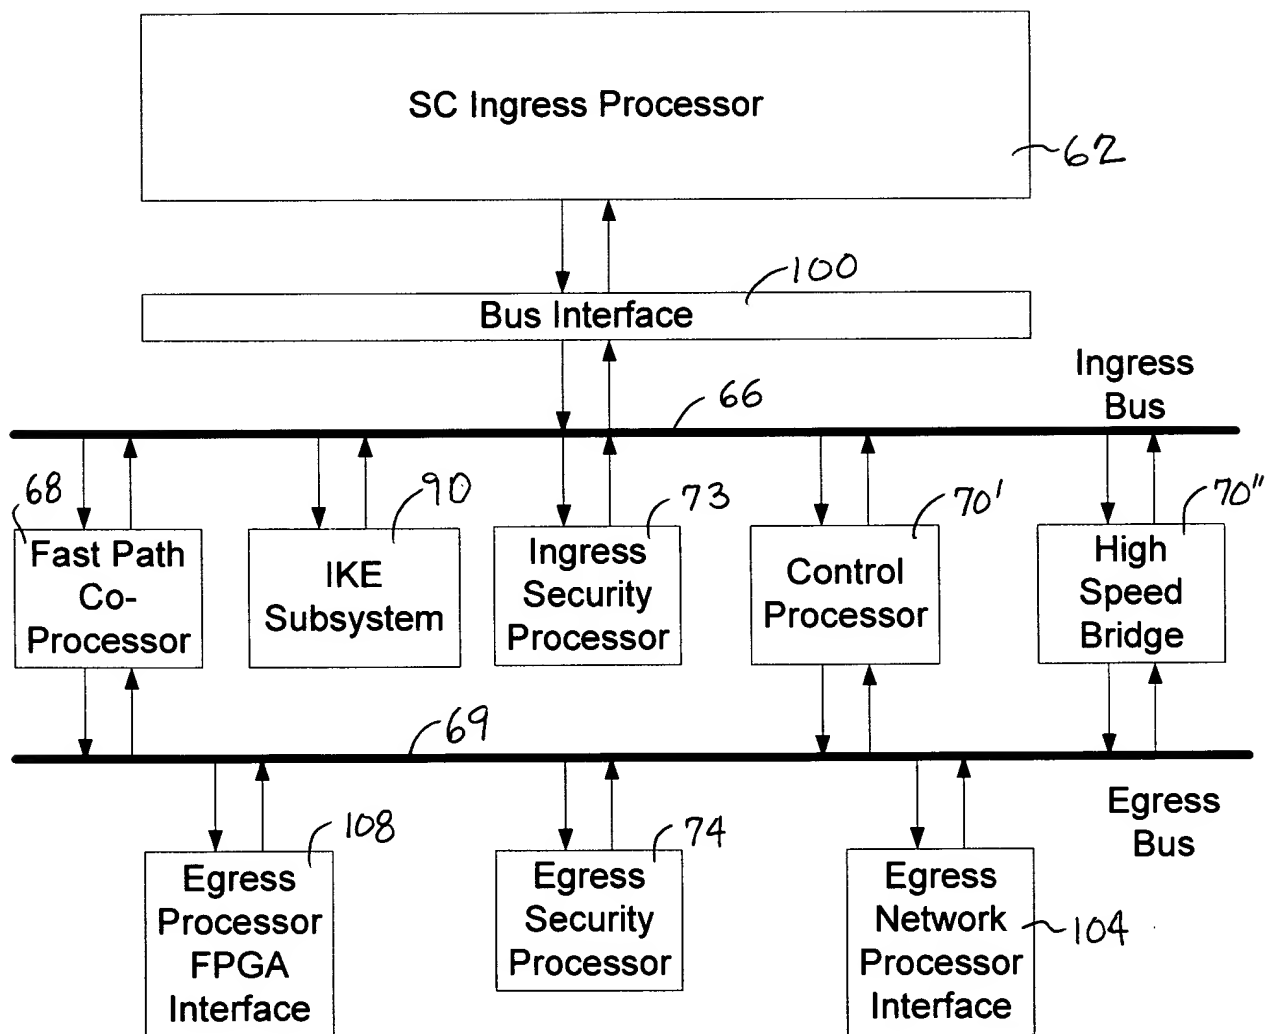 SC Ingress Processor
62
100
Bus Interface
Ingress
Bus
66
68
90
73
70'
70"
Fast Path
Co-
Processor
IKE
Subsystem
Ingress
Security
Processor
Control
Processor
High
Speed
Bridge
69
Egress
Bus
108
74
Egress
Processor
FPGA
Interface
Egress
Security
Processor
Egress
Network
Processor
Interface
104